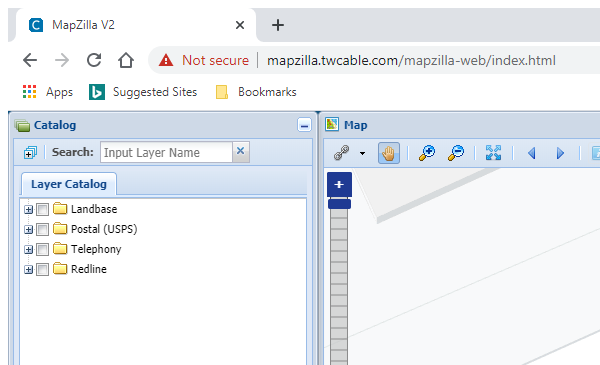 MapZilla V2
Not secure | mapzilla.twcable.com/mapzilla-web/index.html
Apps Suggested Sites Bookmarks
Catalog
Search: Input Layer Name
Layer Catalog
Landbase
Postal (USPS)
Telephony
Redline
Map